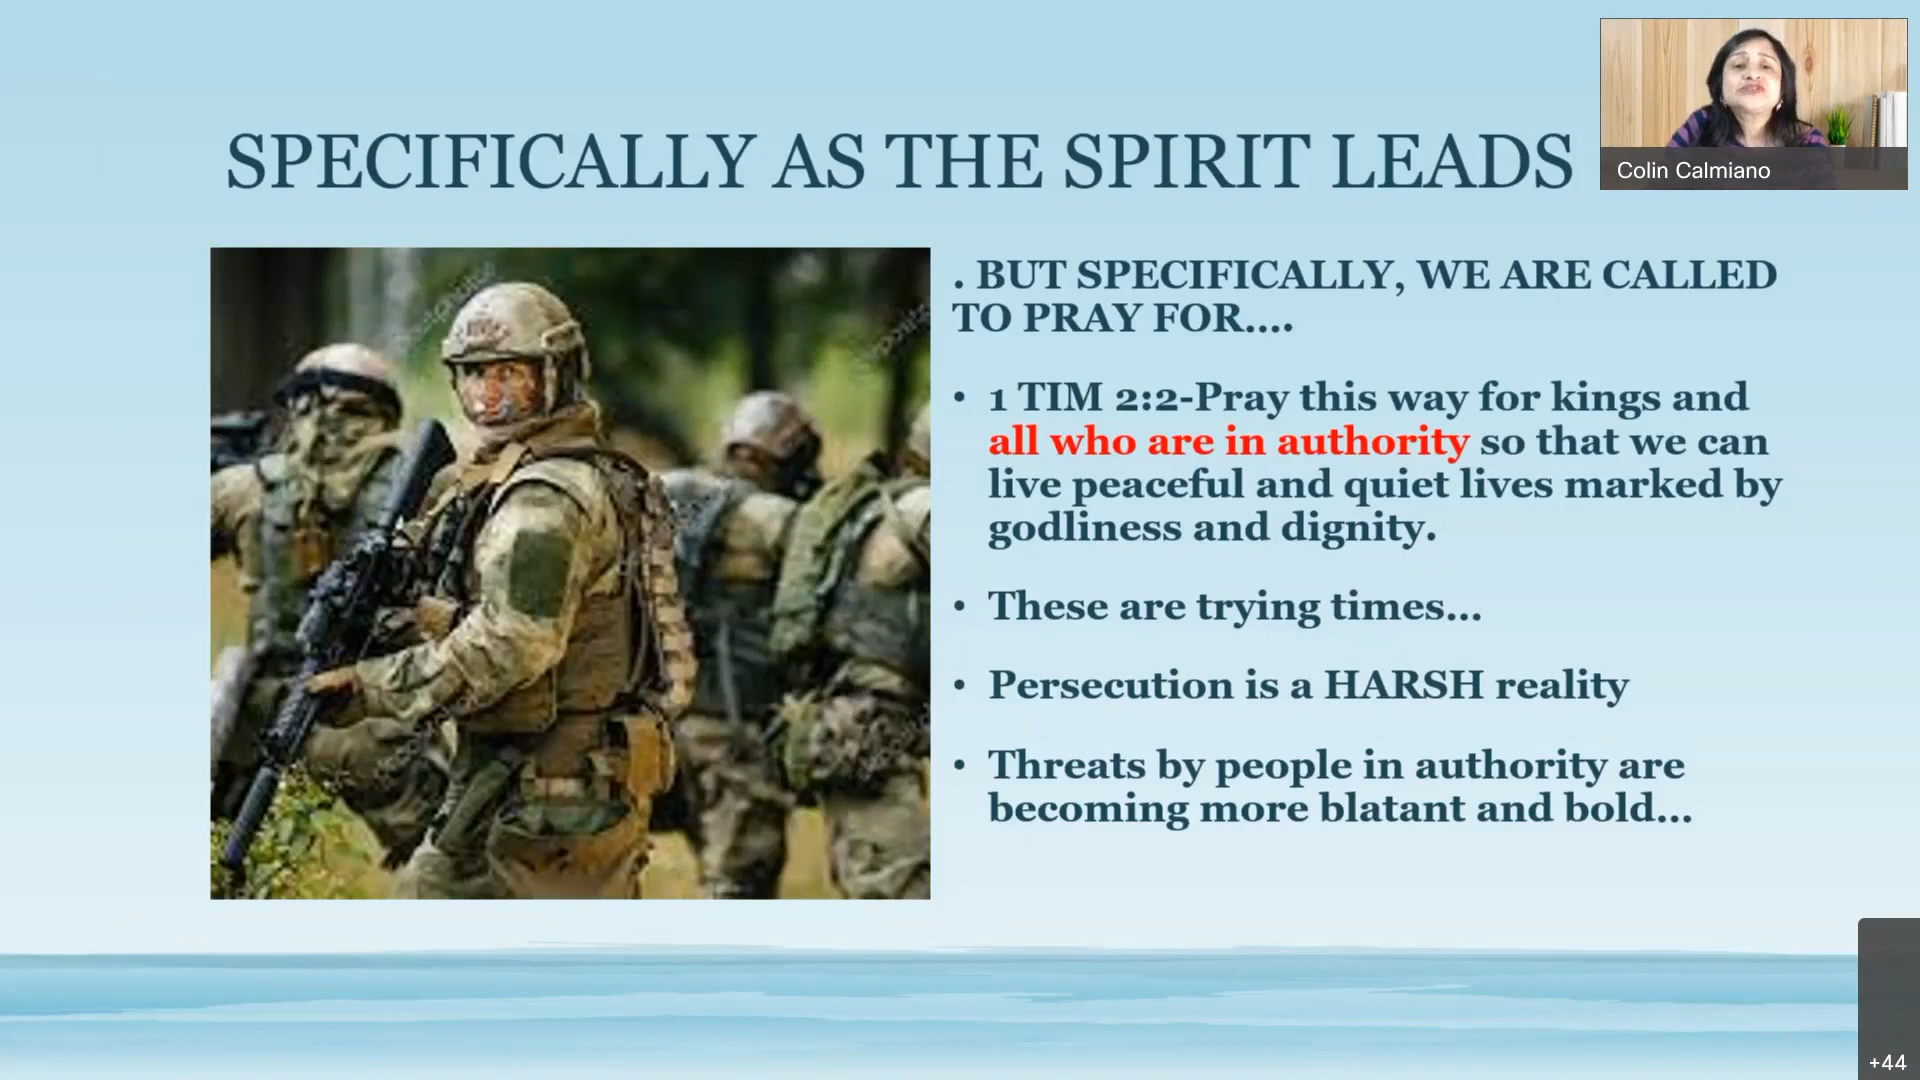 SPECIFICALLY AS THE SPIRIT LEADS
Colin Calmiano
. BUT SPECIFICALLY, WE ARE CALLED
TO PRAY FOR....
• 1 TIM 2:2-Pray this way for kings and
all who are in authority so that we can
live peaceful and quiet lives marked by
godliness and dignity.
• These are trying times...
• Persecution is a HARSH reality
• Threats by people in authority are
becoming more blatant and bold...
+44